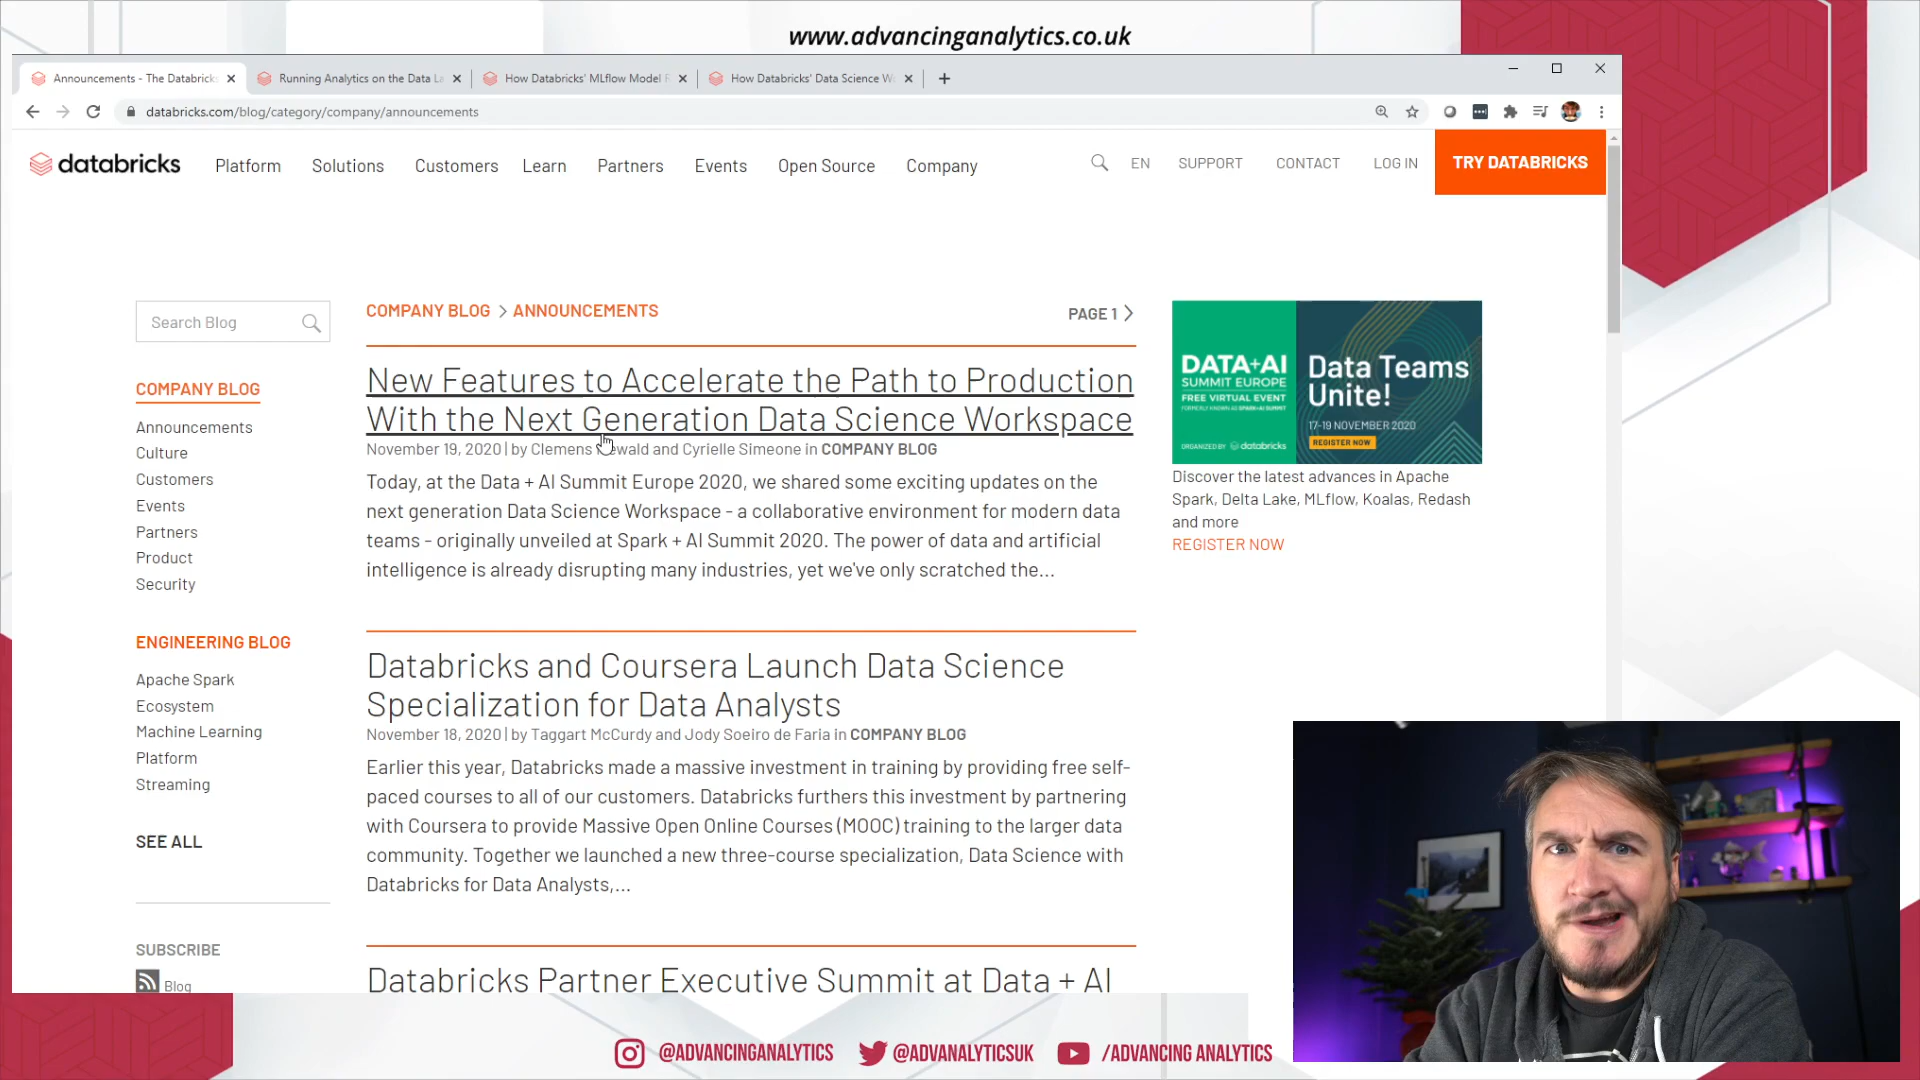 www.advancinganalytics.co.uk
Announcements - The Databricks
Running Analytics on the Data La
How Databricks' MLflow Model R
How Databricks' Data Science Wo
databricks.com/blog/category/company/announcements
databricks
Platform
Solutions
Customers
Learn
Partners
Events
Open Source
Company
EN
SUPPORT
CONTACT
LOG IN
TRY DATABRICKS
Search Blog
COMPANY BLOG
Announcements
Culture
Customers
Events
Partners
Product
Security
ENGINEERING BLOG
Apache Spark
Ecosystem
Machine Learning
Platform
Streaming
SEE ALL
SUBSCRIBE
Blog
COMPANY BLOG > ANNOUNCEMENTS
PAGE 1
New Features to Accelerate the Path to Production
With the Next Generation Data Science Workspace
November 19, 2020 | by Clemens ewald and Cyrielle Simeone in COMPANY BLOG
Today, at the Data + AI Summit Europe 2020, we shared some exciting updates on the
next generation Data Science Workspace - a collaborative environment for modern data
teams - originally unveiled at Spark + AI Summit 2020. The power of data and artificial
intelligence is already disrupting many industries, yet we've only scratched the...
Databricks and Coursera Launch Data Science
Specialization for Data Analysts
November 18, 2020 | by Taggart McCurdy and Jody Soeiro de Faria in COMPANY BLOG
Earlier this year, Databricks made a massive investment in training by providing free self-
paced courses to all of our customers. Databricks furthers this investment by partnering
with Coursera to provide Massive Open Online Courses (MOOC) training to the larger data
community. Together we launched a new three-course specialization, Data Science with
Databricks for Data Analysts,...
Databricks Partner Executive Summit at Data + AI
DATA+AI
SUMMIT EUROPE
FREE VIRTUAL EVENT
FORMERLY KNOWN AS SPARK+AI SUMMIT
ORGANIZED BY databricks
Data Teams
Unite!
17-19 NOVEMBER 2020
REGISTER NOW
Discover the latest advances in Apache
Spark, Delta Lake, MLflow, Koalas, Redash
and more
REGISTER NOW
@ADVANCINGANALYTICS
@ADVANALYTICSUK
/ADVANCING ANALYTICS